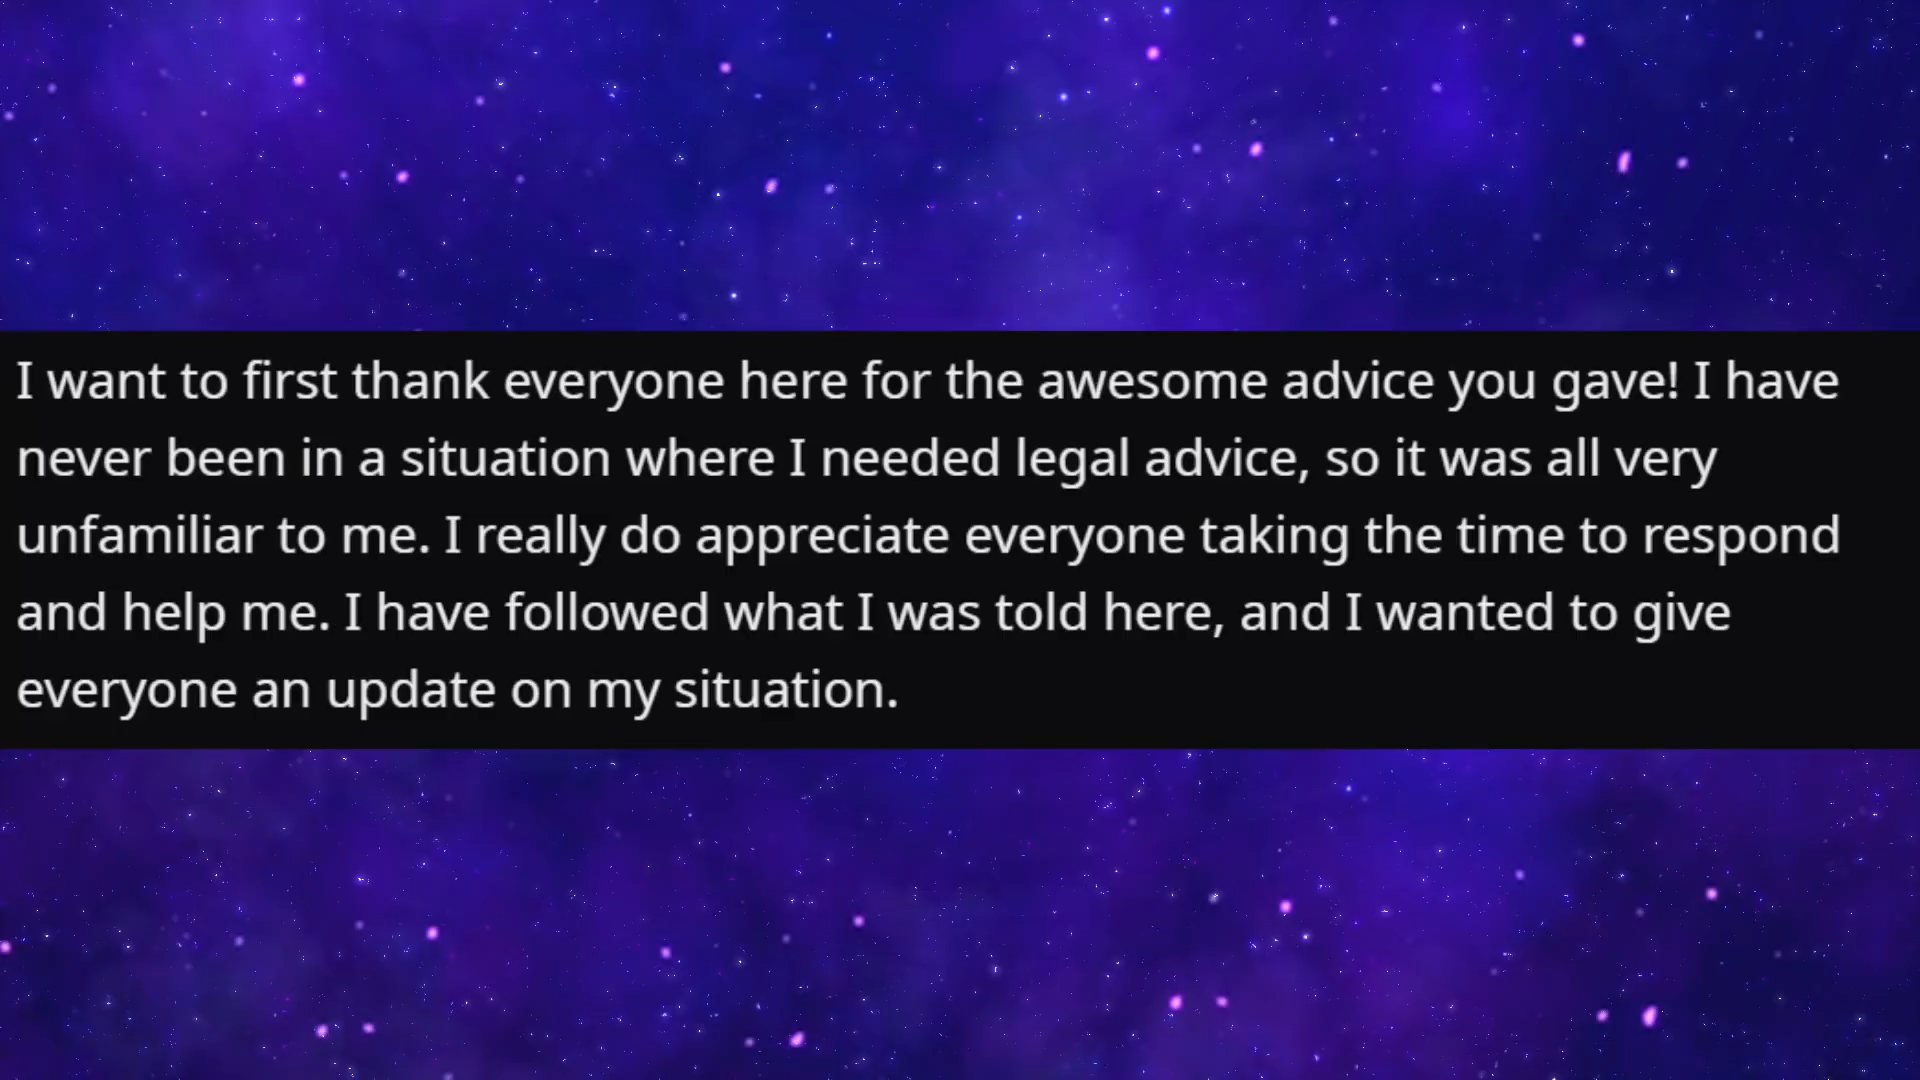 I want to first thank everyone here for the awesome advice you gave! I have
never been in a situation where I needed legal advice, so it was all very
unfamiliar to me. I really do appreciate everyone taking the time to respond
and help me. I have followed what I was told here, and I wanted to give
everyone an update on my situation.